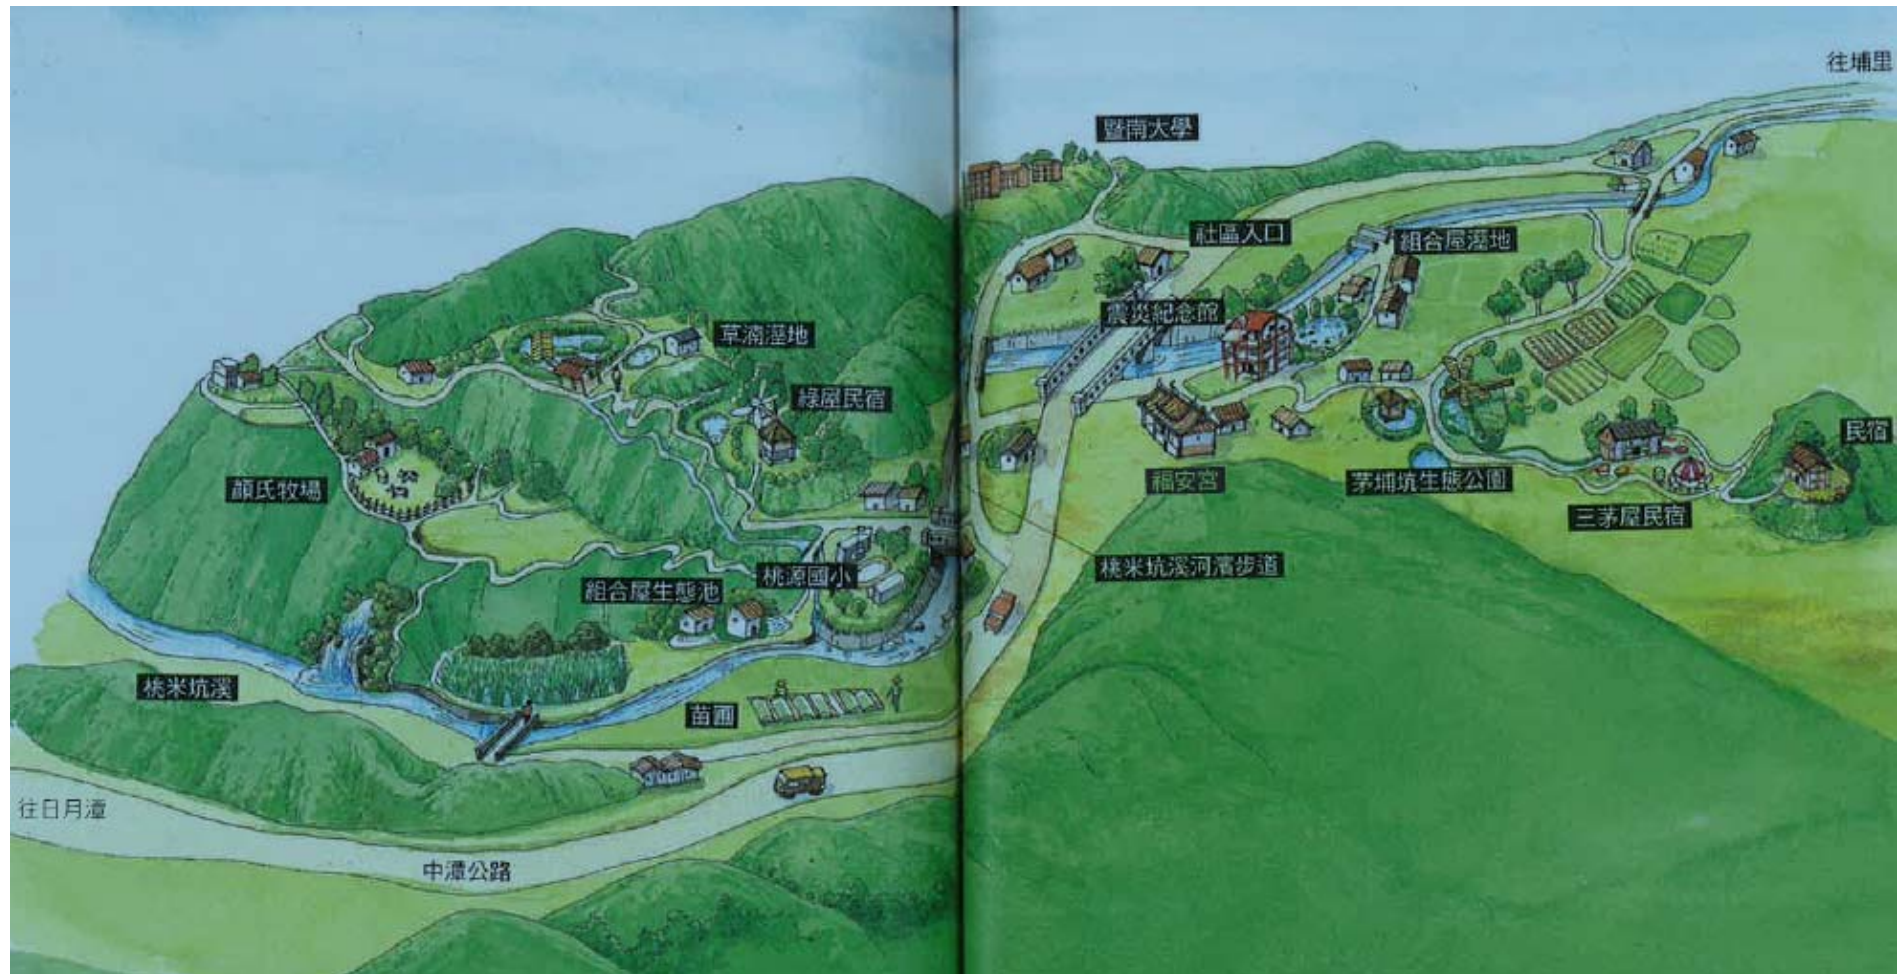 往埔里
暨南大學
社區入口
組合屋溼地
震災紀念館
草湳溼地
綠屋民宿
民宿
顏氏牧場
福安宮
茅埔坑生態公園
三茅屋民宿
桃米坑溪河濱步道
桃源國小
組合屋生態池
桃米坑溪
苗圃
往日月潭
中潭公路